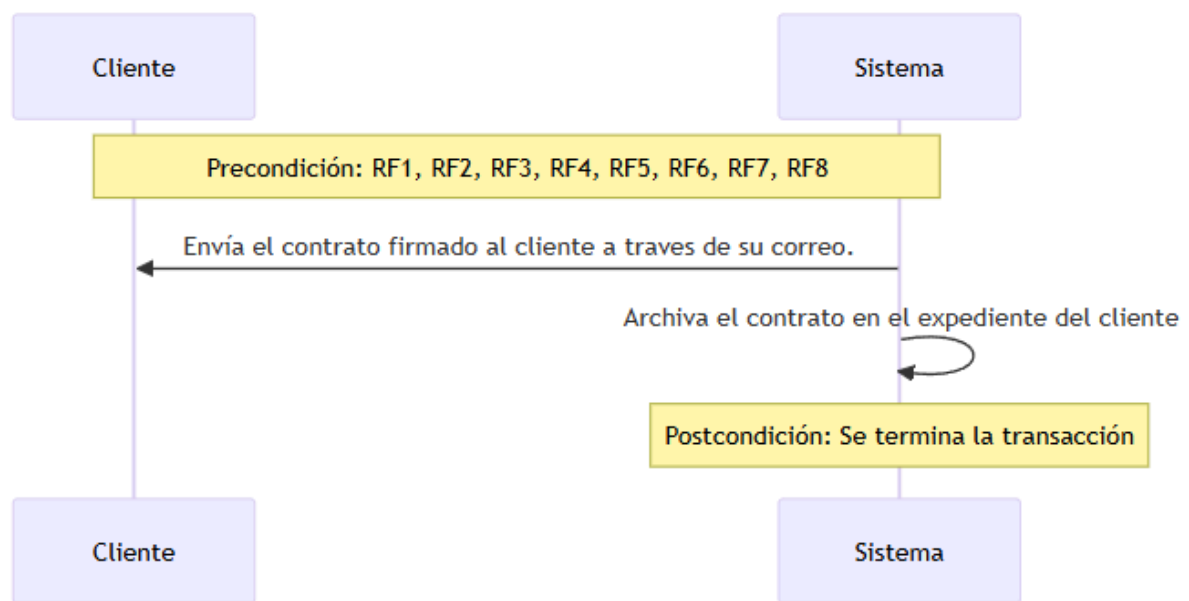 Cliente
Sistema
Precondición: RF1, RF2, RF3, RF4, RF5, RF6, RF7, RF8
Envía el contrato firmado al cliente a traves de su correo.
Archiva el contrato en el expediente del cliente
Postcondición: Se termina la transacción
Cliente
Sistema